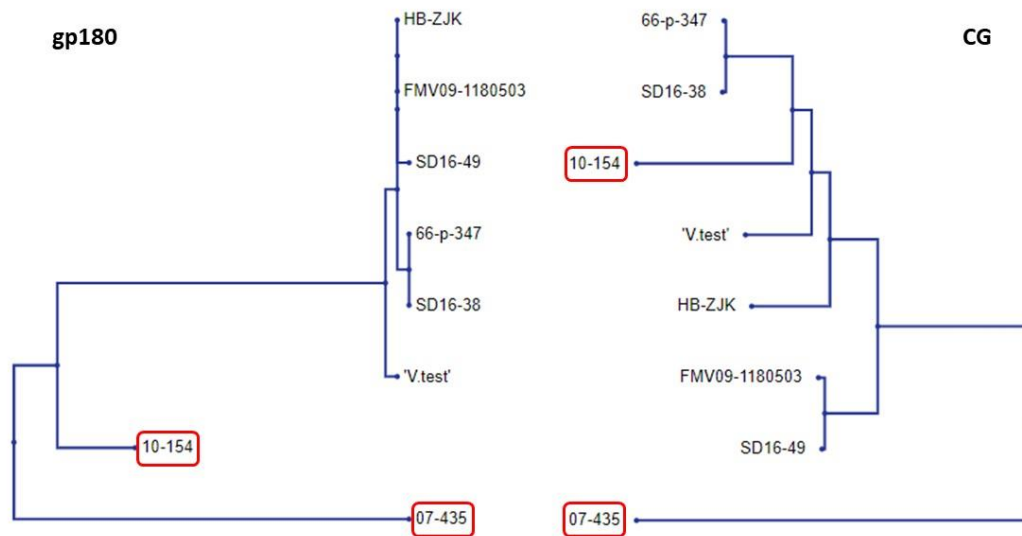 gp180
HB-ZJK
FMV09-1180503
SD16-49
66-p-347
SD16-38
'V.test'
10-154
07-435
CG
66-p-347
SD16-38
10-154
'V.test'
HB-ZJK
FMV09-1180503
SD16-49
07-435